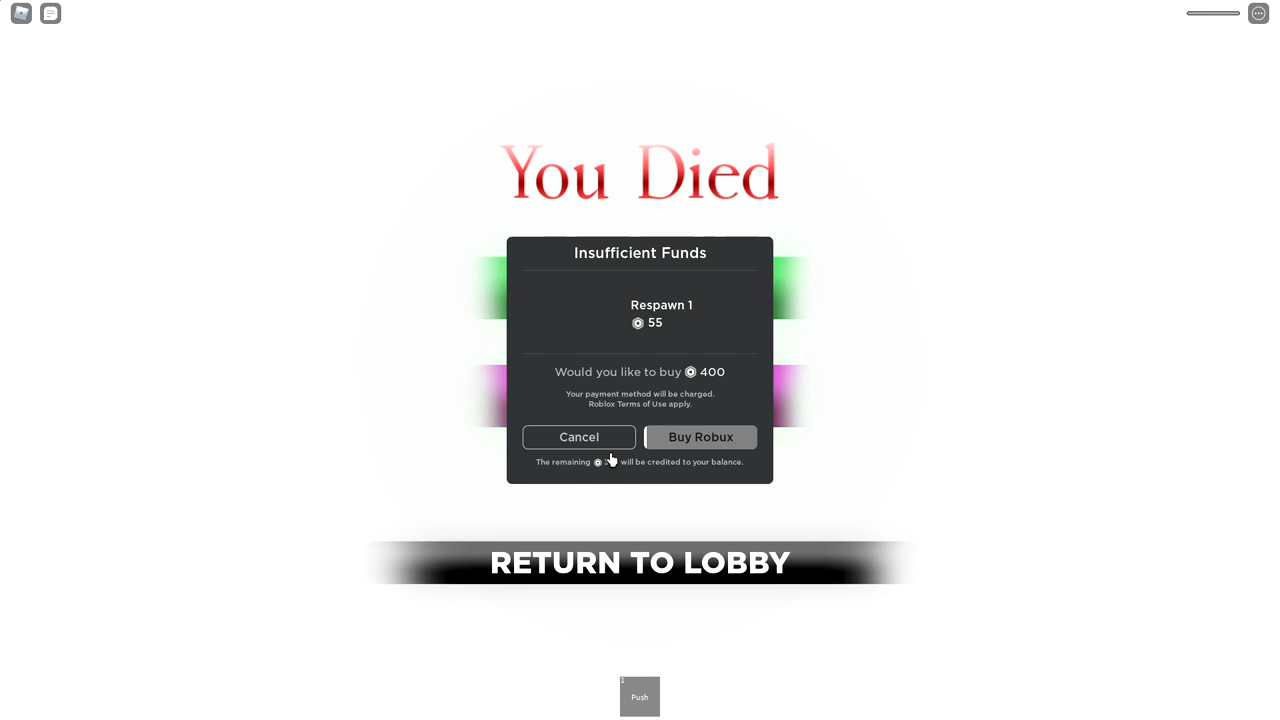 You Died
Insufficient Funds
Respawn 1
55
Would you like to buy 400
Your payment method will be charged.
Roblox Terms of Use apply.
Cancel
Buy Robux
The remaining will be credited to your balance.
RETURN TO LOBBY
1
Push